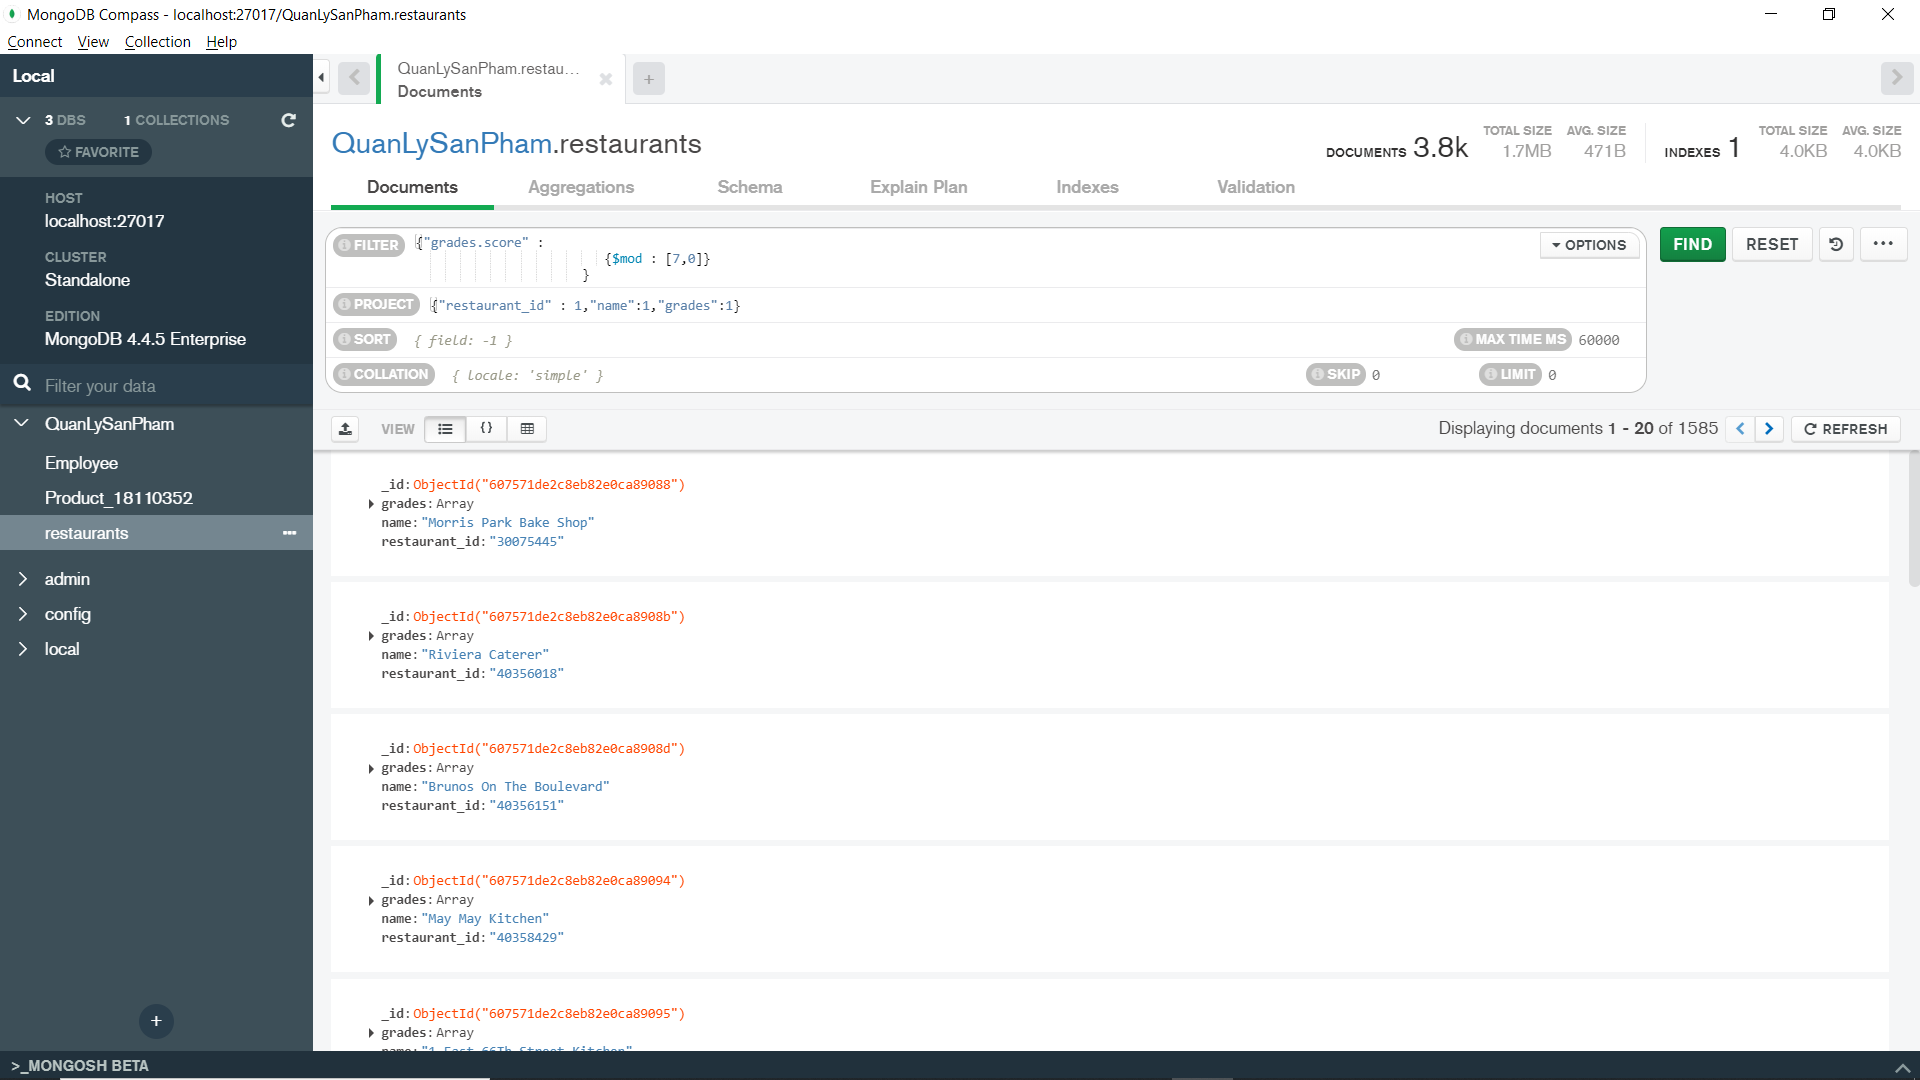 MongoDB Compass - localhost:27017/QuanLySanPham.restaurants
Connect View Collection Help
Local
QuanLySanPham.restau...
Documents
3 DBS 1 COLLECTIONS
FAVORITE
HOST
localhost:27017
CLUSTER
Standalone
EDITION
MongoDB 4.4.5 Enterprise
Filter your data
QuanLySanPham
Employee
Product_18110352
restaurants
admin
config
local
QuanLySanPham.restaurants
DOCUMENTS 3.8k
TOTAL SIZE
1.7MB
AVG. SIZE
471B
INDEXES 1
TOTAL SIZE
4.0KB
AVG. SIZE
4.0KB
Documents Aggregations Schema Explain Plan Indexes Validation
FILTER {"grades.score" :
{$mod : [7,0]}
}
OPTIONS
FIND RESET
PROJECT {"restaurant_id" : 1,"name":1,"grades":1}
SORT { field: -1 }
MAX TIME MS 60000
COLLATION { locale: 'simple' }
SKIP 0 LIMIT 0
VIEW
Displaying documents 1 - 20 of 1585
REFRESH
_id:ObjectId("607571de2c8eb82e0ca89088")
grades:Array
name:"Morris Park Bake Shop"
restaurant_id:"30075445"
_id:ObjectId("607571de2c8eb82e0ca8908b")
grades:Array
name:"Riviera Caterer"
restaurant_id:"40356018"
_id:ObjectId("607571de2c8eb82e0ca8908d")
grades:Array
name:"Brunos On The Boulevard"
restaurant_id:"40356151"
_id:ObjectId("607571de2c8eb82e0ca89094")
grades:Array
name:"May May Kitchen"
restaurant_id:"40358429"
_id:ObjectId("607571de2c8eb82e0ca89095")
grades:Array
name:"1 East 66Th Street Kitchen"
>_MONGOSH BETA